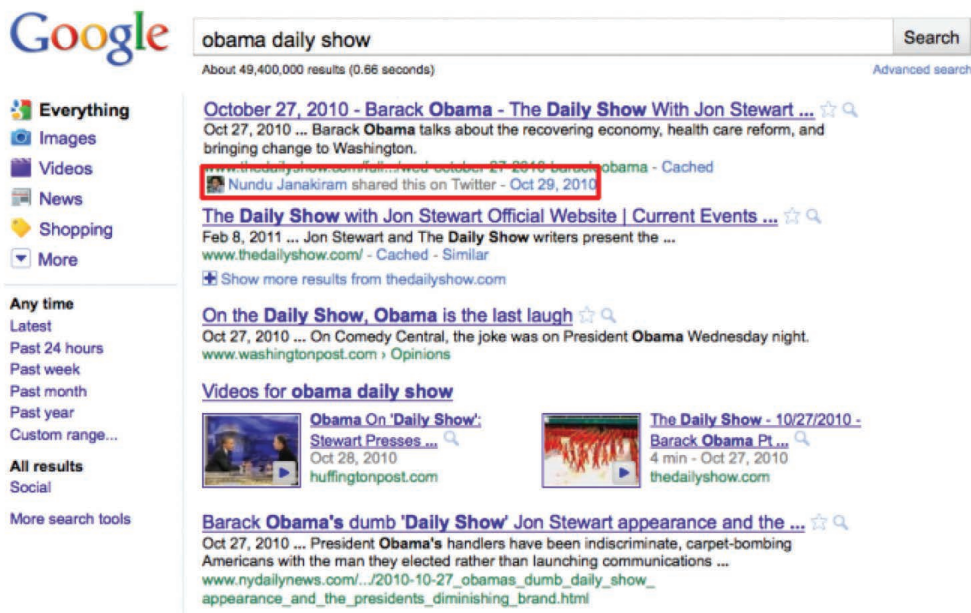 Google
obama daily show
Search
About 49,400,000 results (0.66 seconds)
Advanced search
Everything
Images
Videos
News
Shopping
More
Any time
Latest
Past 24 hours
Past week
Past month
Past year
Custom range...
All results
Social
More search tools
October 27, 2010 - Barack Obama - The Daily Show With Jon Stewart ...
Oct 27, 2010 ... Barack Obama talks about the recovering economy, health care reform, and
bringing change to Washington.
www.thedailyshow.com/full.../wed-october-27-2010-barack-obama - Cached
Nundu Janakiram shared this on Twitter - Oct 29, 2010
The Daily Show with Jon Stewart Official Website | Current Events ...
Feb 8, 2011 ... Jon Stewart and The Daily Show writers present the ...
www.thedailyshow.com/ - Cached - Similar
Show more results from thedailyshow.com
On the Daily Show, Obama is the last laugh
Oct 27, 2010 ... On Comedy Central, the joke was on President Obama Wednesday night.
www.washingtonpost.com › Opinions
Videos for obama daily show
Obama On 'Daily Show':
Stewart Presses ...
Oct 28, 2010
huffingtonpost.com
The Daily Show - 10/27/2010 -
Barack Obama Pt ...
4 min - Oct 27, 2010
thedailyshow.com
Barack Obama's dumb 'Daily Show' Jon Stewart appearance and the ...
Oct 27, 2010 ... President Obama's handlers have been indiscriminate, carpet-bombing
Americans with the man they elected rather than launching communications ...
www.nydailynews.com/.../2010-10-27_obamas_dumb_daily_show_
appearance_and_the_presidents_diminishing_brand.html